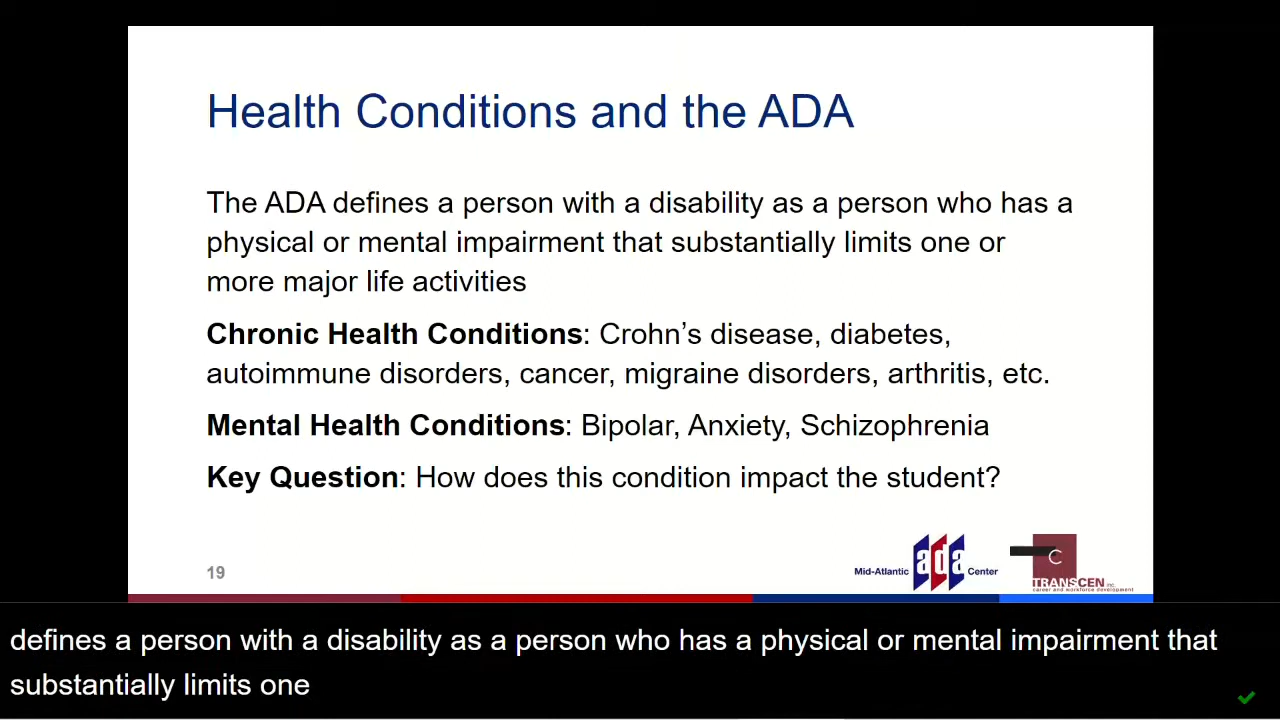 Health Conditions and the ADA
The ADA defines a person with a disability as a person who has a
physical or mental impairment that substantially limits one or
more major life activities
Chronic Health Conditions: Crohn’s disease, diabetes,
autoimmune disorders, cancer, migraine disorders, arthritis, etc.
Mental Health Conditions: Bipolar, Anxiety, Schizophrenia
Key Question: How does this condition impact the student?
19
Mid-Atlantic ada Center
TRANSCEN inc.
career and workforce development
defines a person with a disability as a person who has a physical or mental impairment that
substantially limits one